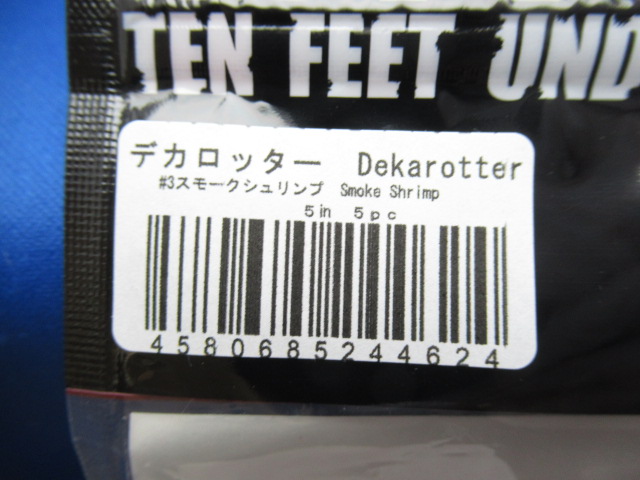 TEN FEET UND
デカロッター Dekarotter
#3スモークシュリンプ Smoke Shrimp
5in 5pc
4580685244624